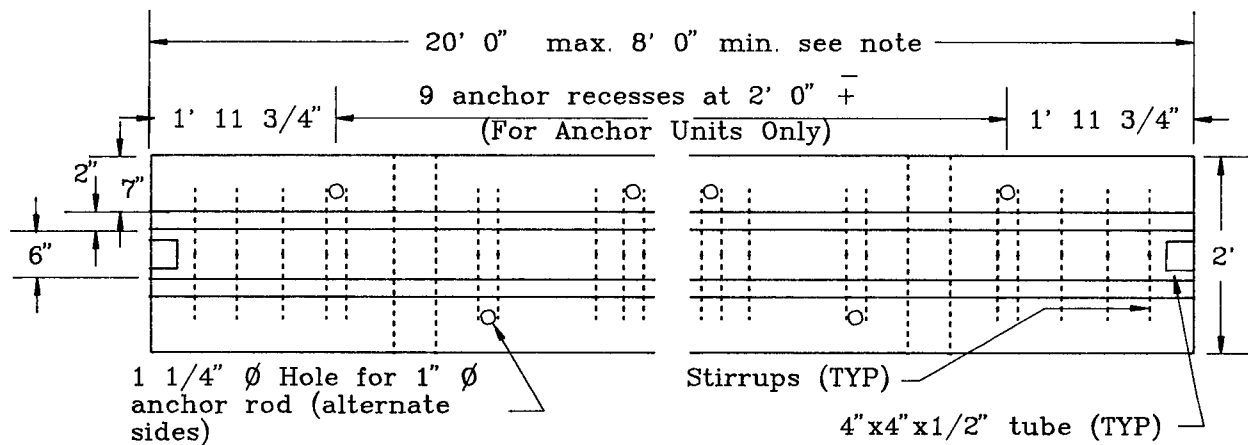 20' 0" max. 8' 0" min. see note
9 anchor recesses at 2' 0" ∓
1' 11 3/4"
(For Anchor Units Only)
1' 11 3/4"
2"
7"
6"
2'
1 1/4" Ø Hole for 1" Ø
anchor rod (alternate
sides)
Stirrups (TYP)
4"x4"x1/2" tube (TYP)